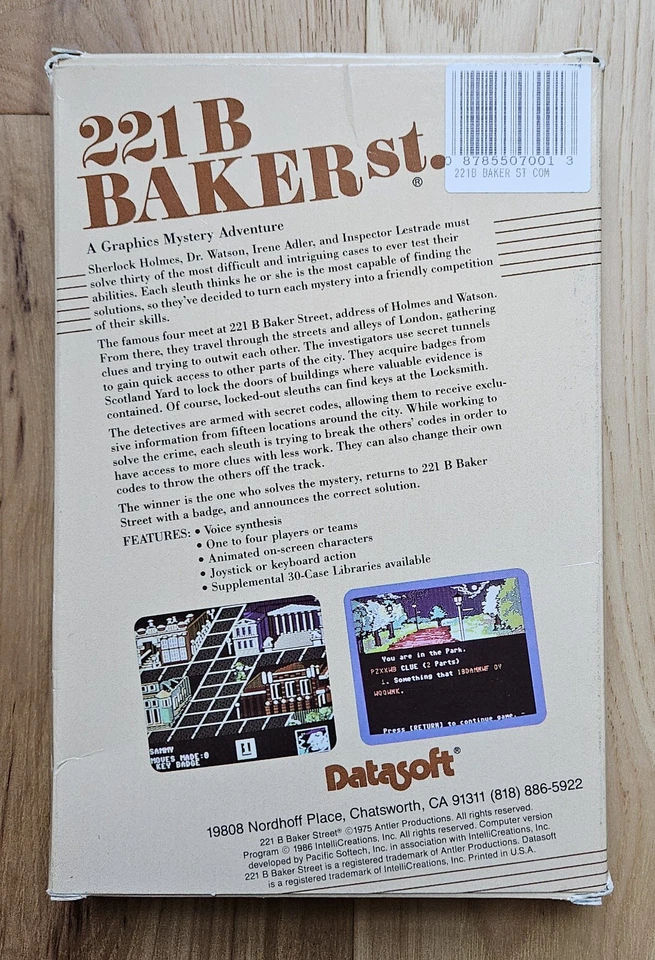 221 B
BAKER st.®
0 8785507001 3
221B BAKER ST COM
A Graphics Mystery Adventure
Sherlock Holmes, Dr. Watson, Irene Adler, and Inspector Lestrade must
solve thirty of the most difficult and intriguing cases to ever test their
abilities. Each sleuth thinks he or she is the most capable of finding the
solutions, so they've decided to turn each mystery into a friendly competition
of their skills.
The famous four meet at 221 B Baker Street, address of Holmes and Watson.
From there, they travel through the streets and alleys of London, gathering
clues and trying to outwit each other. The investigators use secret tunnels
to gain quick access to other parts of the city. They acquire badges from
Scotland Yard to lock the doors of buildings where valuable evidence is
contained. Of course, locked-out sleuths can find keys at the Locksmith.
The detectives are armed with secret codes, allowing them to receive exclu-
sive information from fifteen locations around the city. While working to
solve the crime, each sleuth is trying to break the others' codes in order to
have access to more clues with less work. They can also change their own
codes to throw the others off the track.
The winner is the one who solves the mystery, returns to 221 B Baker
Street with a badge, and announces the correct solution.
FEATURES: • Voice synthesis
• One to four players or teams
• Animated on-screen characters
• Joystick or keyboard action
• Supplemental 30-Case Libraries available
SAMMY
MOVES MADE:0
KEY BADGE
You are in the Park.
PZXXWB CLUE (2 Parts)
1. Something that
Press [RETURN] to continue game.
Datasoft®
19808 Nordhoff Place, Chatsworth, CA 91311 (818) 886-5922
221 B Baker Street® ©1975 Antler Productions. All rights reserved.
Program © 1986 IntelliCreations, Inc. All rights reserved. Computer version
developed by Pacific Softech, Inc. in association with IntelliCreations, Inc.
221 B Baker Street is a registered trademark of Antler Productions. Datasoft
is a registered trademark of IntelliCreations, Inc. Printed in U.S.A.